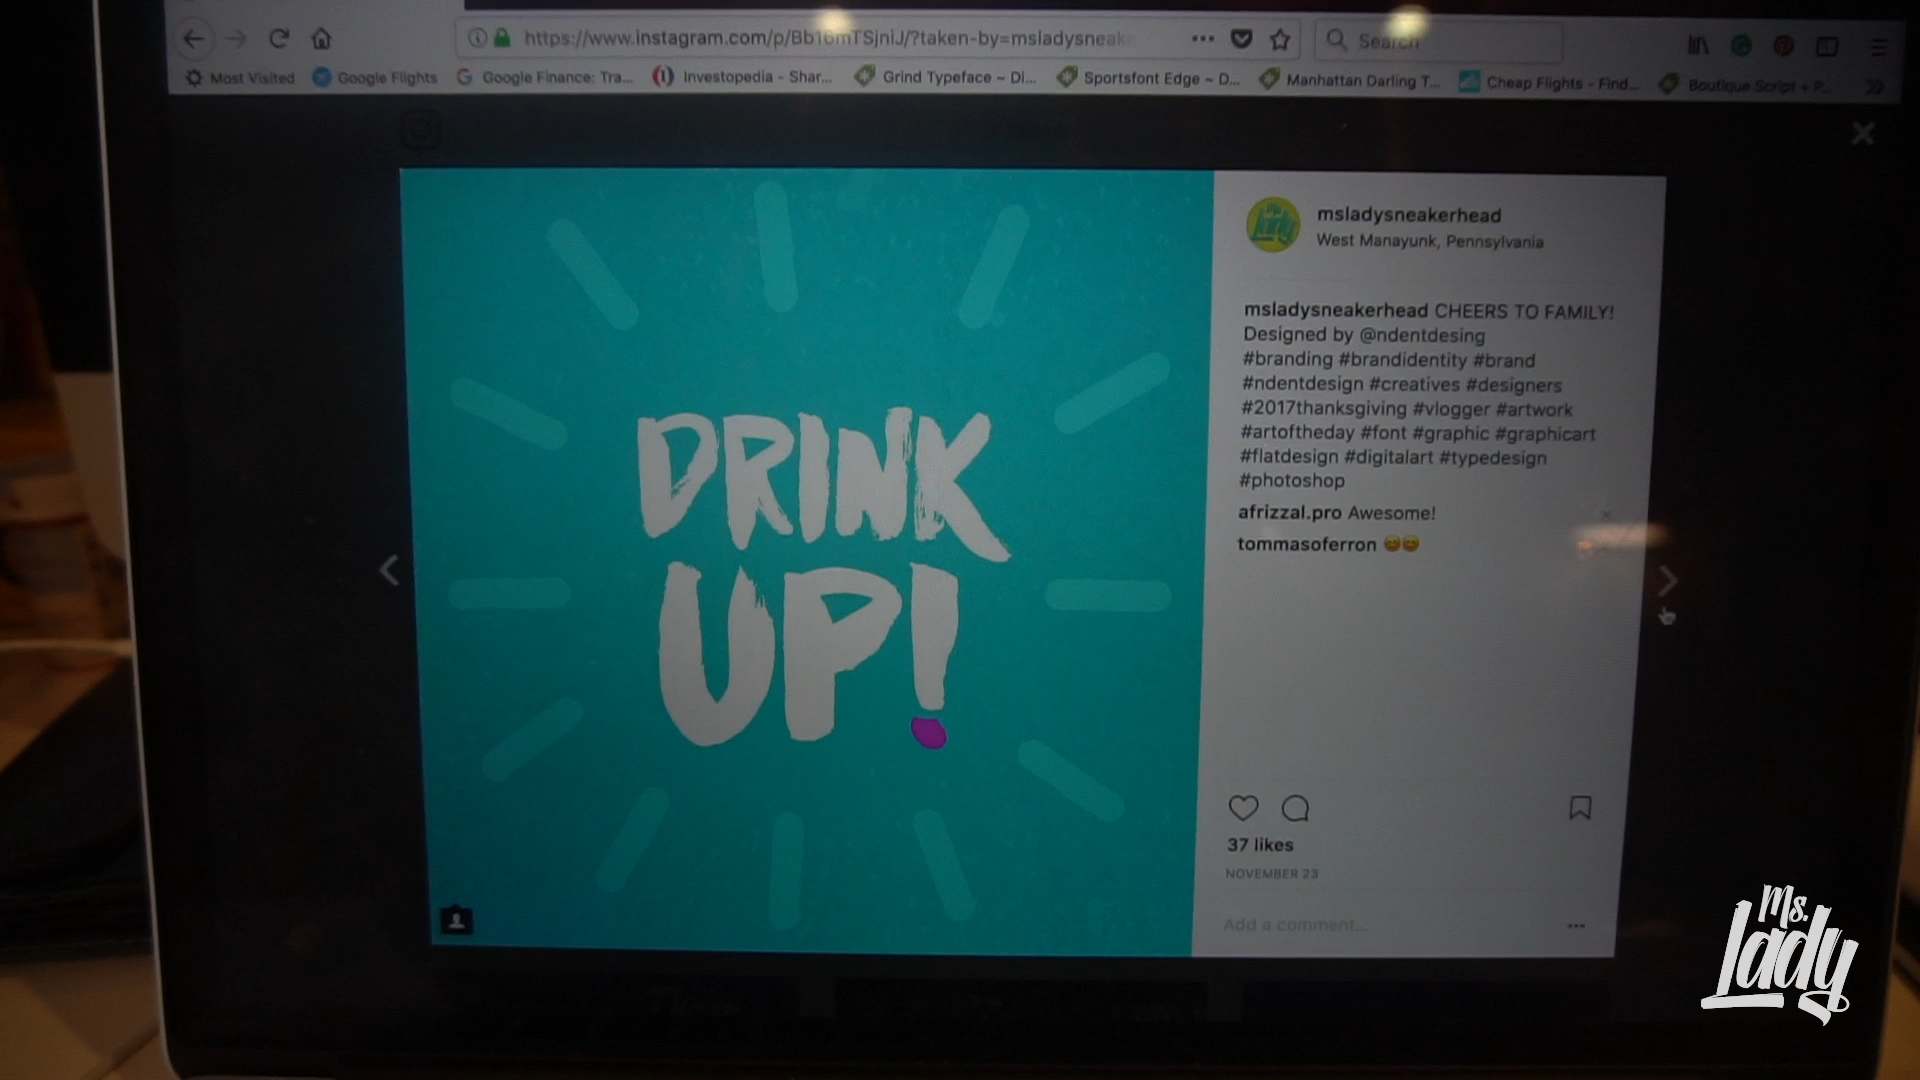 https://www.instagram.com/p/Bb16mTSjniJ/?taken-by=msladysneake
Search
Most Visited
Google Flights
Google Finance: Tra...
Investopedia - Shar...
Grind Typeface ~ Di...
Sportsfont Edge ~ D...
Manhattan Darling T...
Cheap Flights - Find...
Boutique Script + P...
DRINK
UP!
msladysneakerhead
West Manayunk, Pennsylvania
msladysneakerhead CHEERS TO FAMILY!
Designed by @ndentdesing
#branding #brandidentity #brand
#ndentdesign #creatives #designers
#2017thanksgiving #vlogger #artwork
#artoftheday #font #graphic #graphicart
#flatdesign #digitalart #typedesign
#photoshop
afrizzal.pro Awesome!
tommasoferron 😊😊
37 likes
NOVEMBER 23
Add a comment...
Ms.
Lady